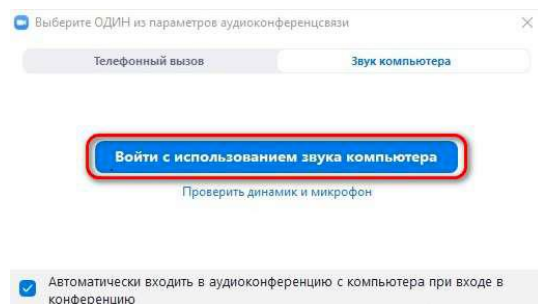 Выберите ОДИН из параметров аудиоконференцсвязи
Телефонный вызов
Звук компьютера
Войти с использованием звука компьютера
Проверить динамик и микрофон
Автоматически входить в аудиоконференцию с компьютера при входе в
конференцию